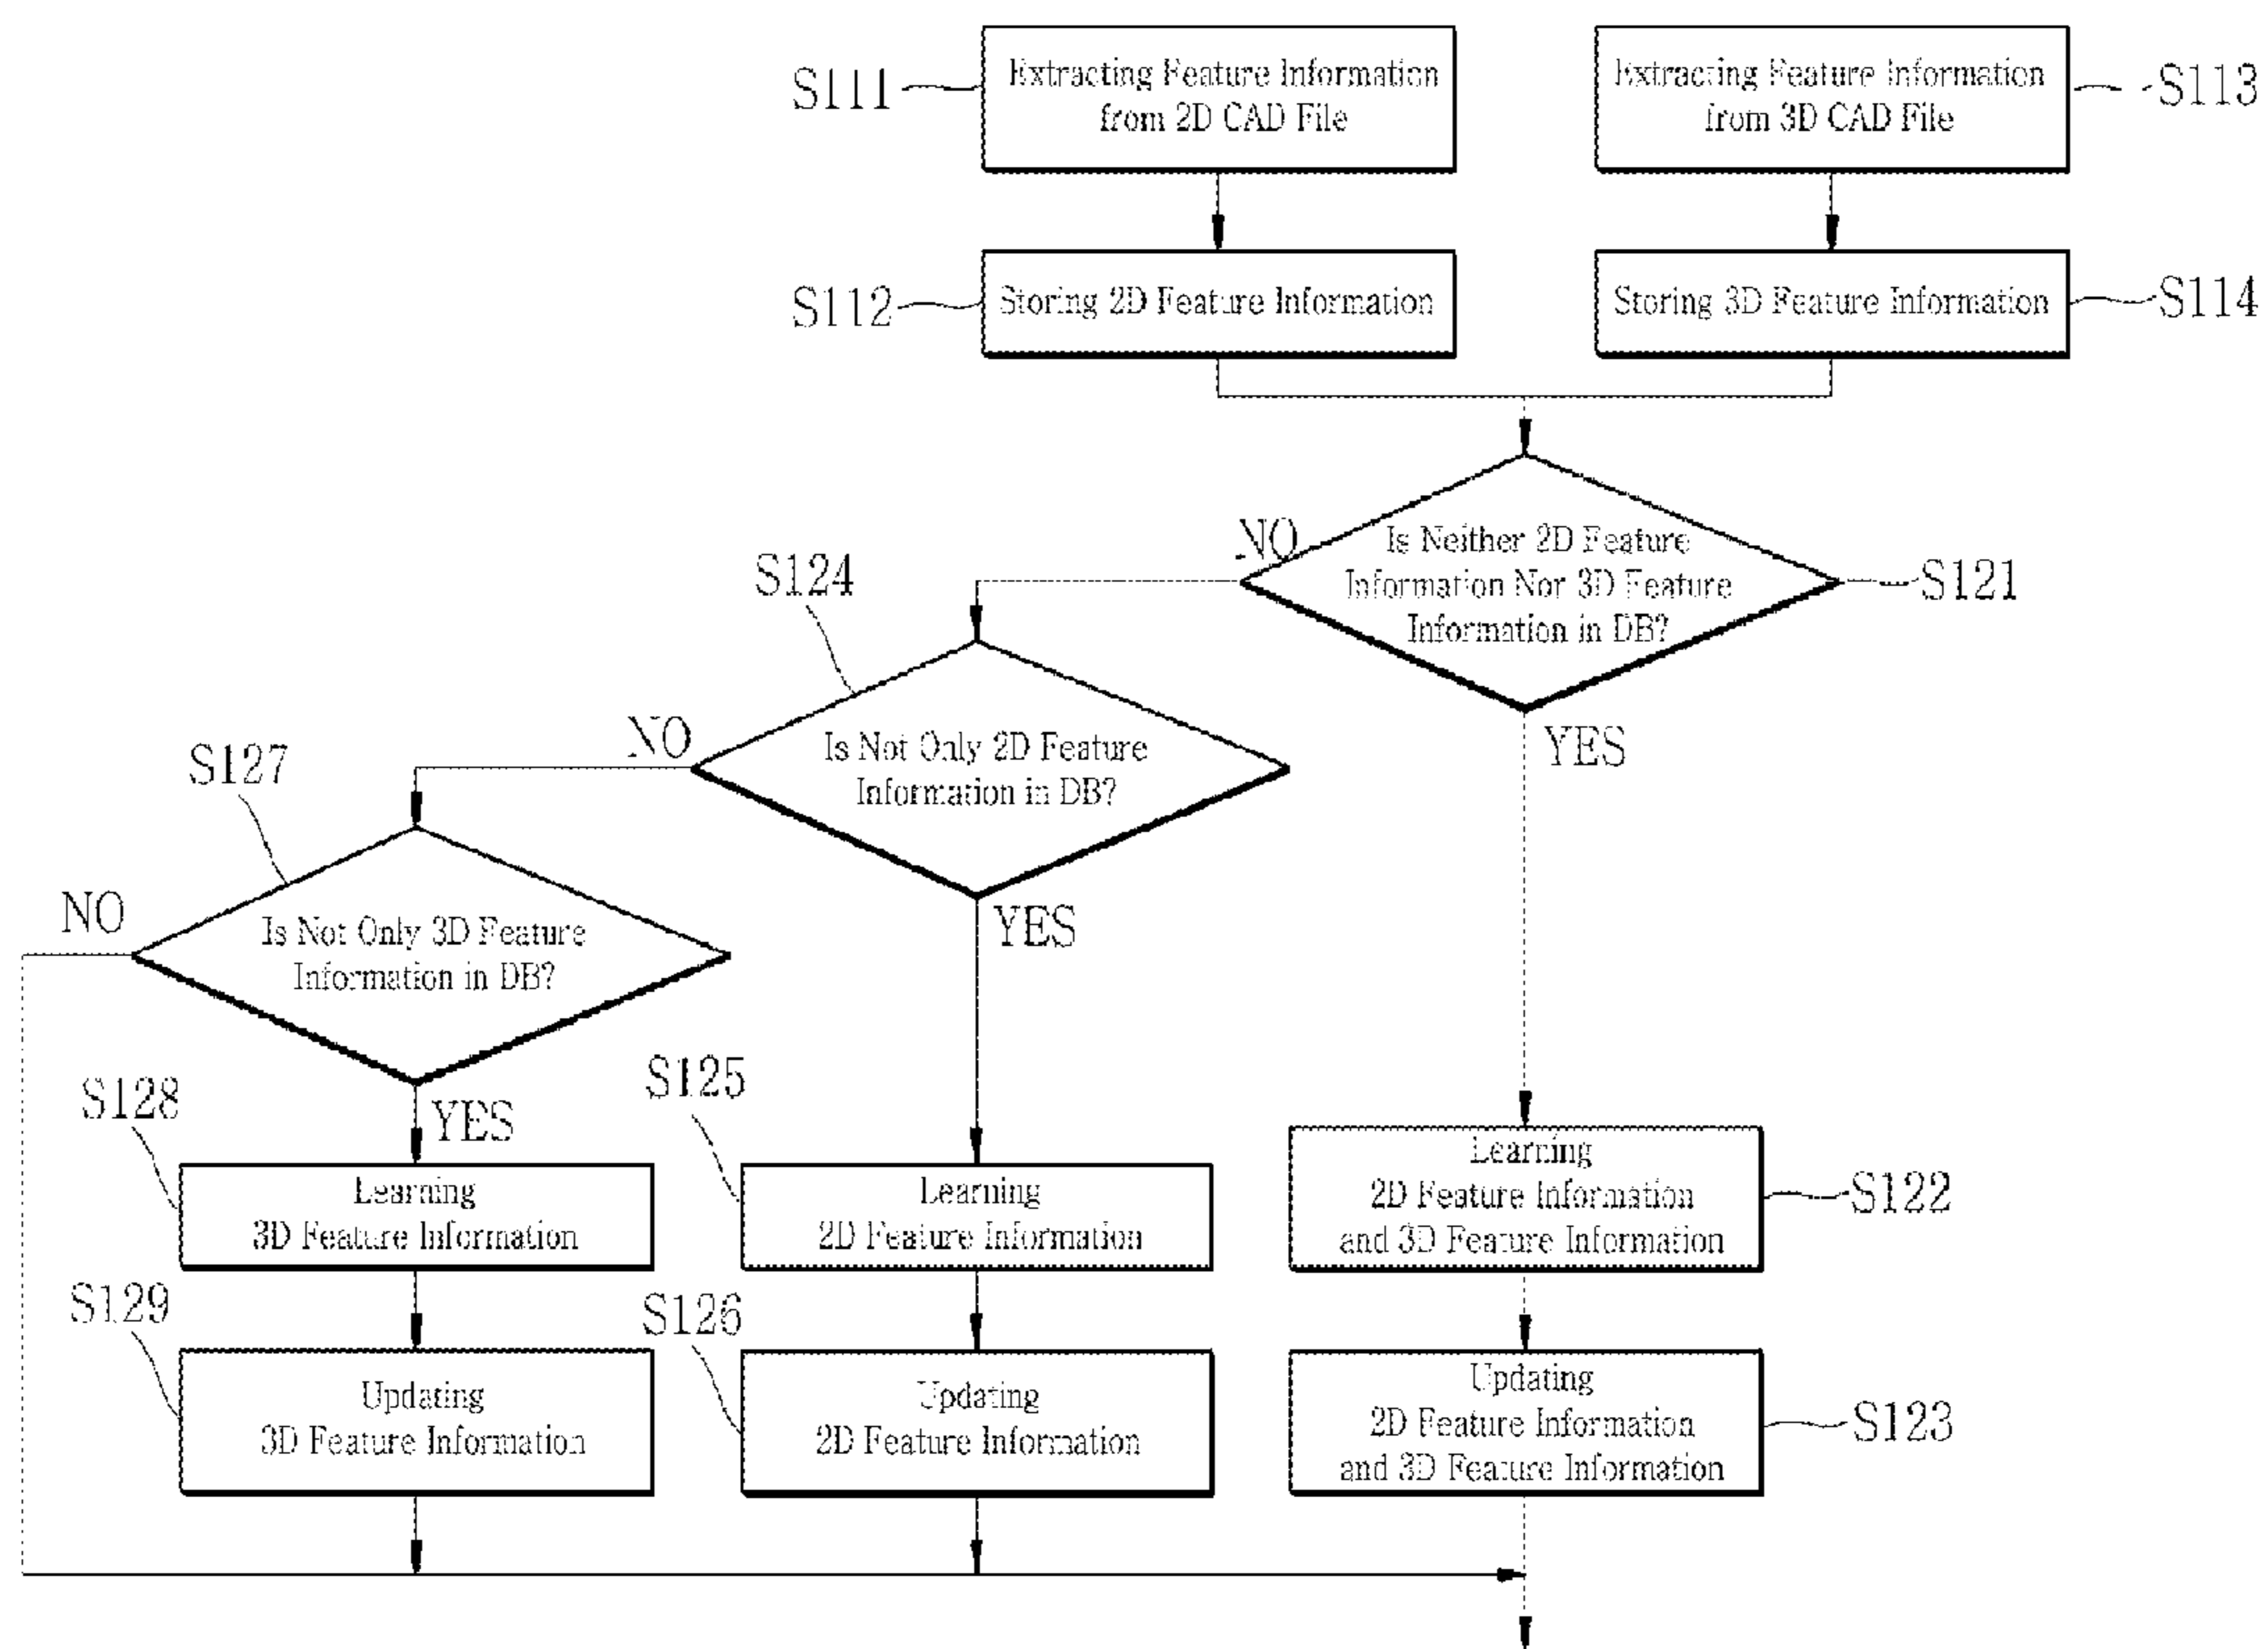 S111
Extracting Feature Information
from 2D CAD File
Extracting Feature Information
from 3D CAD File
S113
S112
Storing 2D Feature Information
Storing 3D Feature Information
S114
NO
Is Neither 2D Feature
Information Nor 3D Feature
Information in DB?
S121
YES
S124
NO
Is Not Only 2D Feature
Information in DB?
YES
S127
NO
Is Not Only 3D Feature
Information in DB?
YES
S128
Learning
3D Feature Information
S125
Learning
2D Feature Information
Learning
2D Feature Information
and 3D Feature Information
S122
S129
Updating
3D Feature Information
S126
Updating
2D Feature Information
Updating
2D Feature Information
and 3D Feature Information
S123